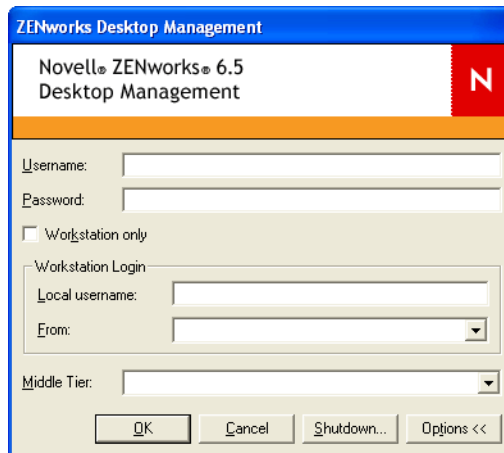 ZENworks Desktop Management
Novell® ZENworks® 6.5
Desktop Management
N
Username:
Password:
Workstation only
Workstation Login
Local username:
From:
Middle Tier:
OK
Cancel
Shutdown...
Options <<